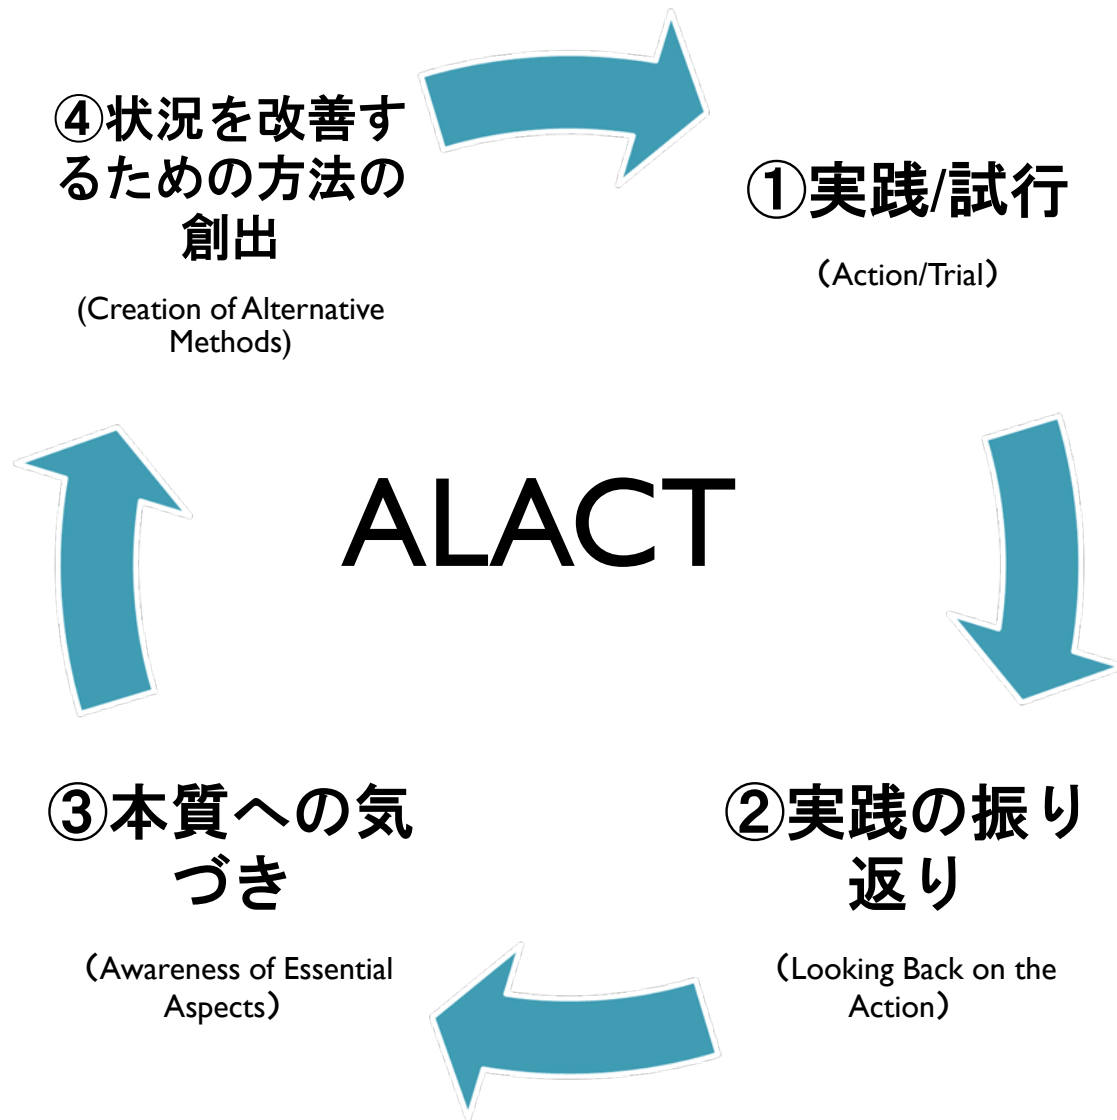 ④状況を改善す
るための方法の
創出
(Creation of Alternative
Methods)
①実践/試行
（Action/Trial）
ALACT
③本質への気
づき
（Awareness of Essential
Aspects）
②実践の振り
返り
（Looking Back on the
Action）